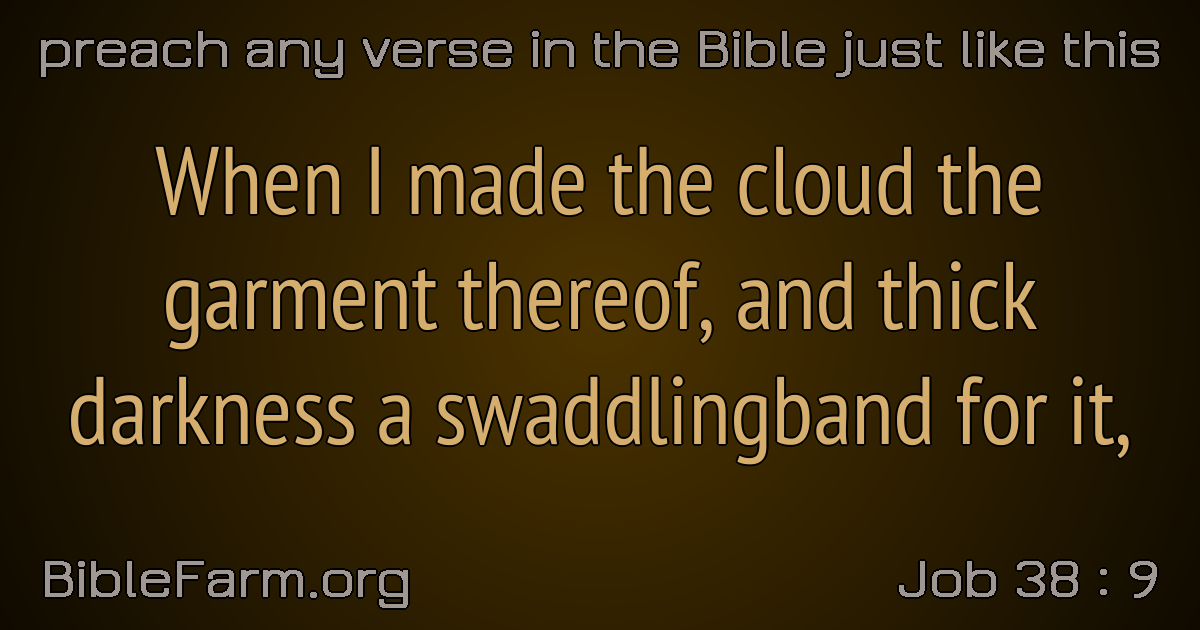 preach any verse in the Bible just like this
When I made the cloud the
garment thereof, and thick
darkness a swaddlingband for it,
BibleFarm.org
Job 38 : 9